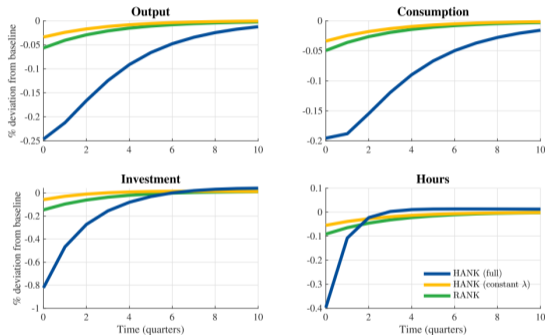 Output
Consumption
% deviation from baseline
0
-0.05
-0.1
-0.15
-0.2
-0.25
0 2 4 6 8 10
0
-0.05
-0.1
-0.15
-0.2
0 2 4 6 8 10
Investment
Hours
% deviation from baseline
0
-0.2
-0.4
-0.6
-0.8
-1
0 2 4 6 8 10
Time (quarters)
0.1
0
-0.1
-0.2
-0.3
-0.4
0 2 4 6 8 10
Time (quarters)
HANK (full)
HANK (constant λ)
RANK